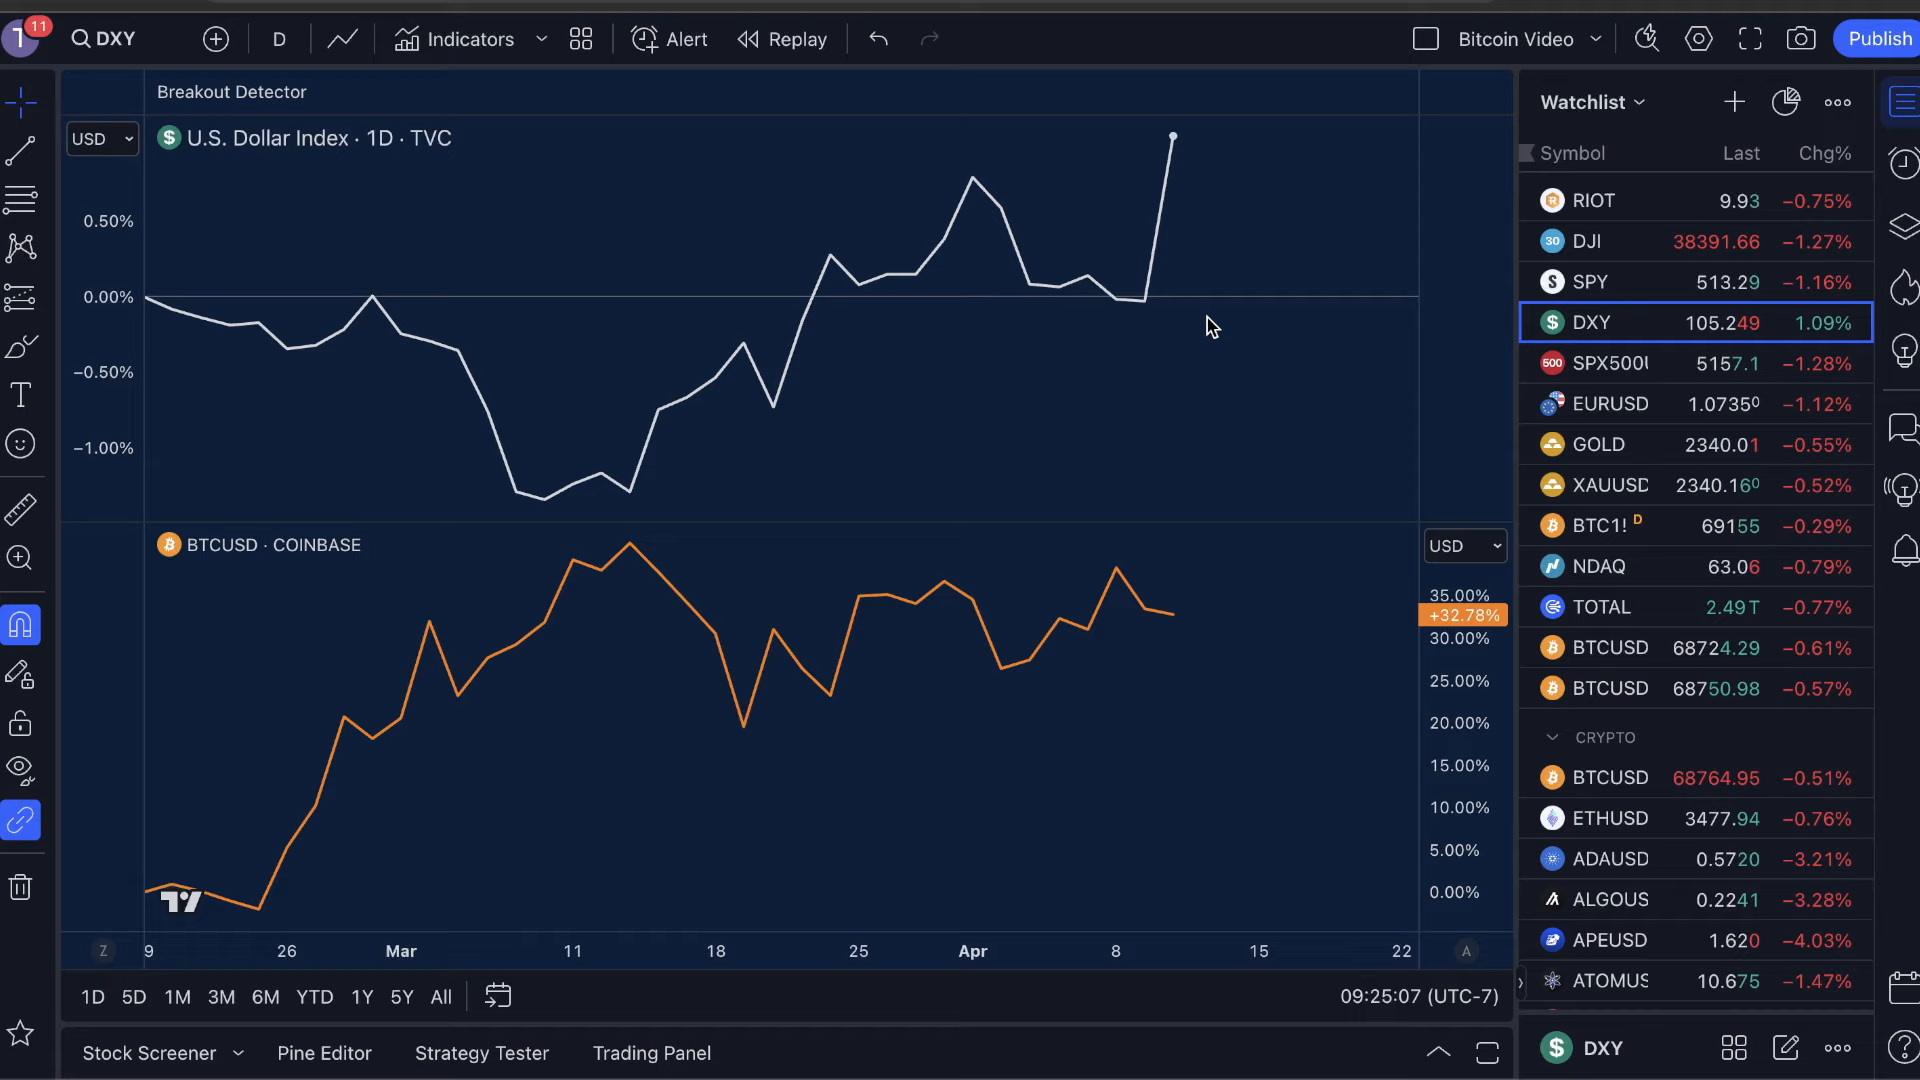 T 11 DXY D Indicators Alert Replay Bitcoin Video Publish
Breakout Detector
USD
$ U.S. Dollar Index · 1D · TVC
0.50%
0.00%
−0.50%
−1.00%
BTCUSD · COINBASE
USD
35.00%
+32.78%
30.00%
25.00%
20.00%
15.00%
10.00%
5.00%
0.00%
Z 9 26 Mar 11 18 25 Apr 8 15 22 A
1D 5D 1M 3M 6M YTD 1Y 5Y All 09:25:07 (UTC-7)
Stock Screener Pine Editor Strategy Tester Trading Panel
Watchlist
Symbol Last Chg%
RIOT 9.93 −0.75%
30 DJI 38391.66 −1.27%
S SPY 513.29 −1.16%
$ DXY 105.249 1.09%
500 SPX500U 5157.1 −1.28%
EURUSD 1.07350 −1.12%
GOLD 2340.01 −0.55%
XAUUSD 2340.160 −0.52%
BTC1! D 69155 −0.29%
NDAQ 63.06 −0.79%
TOTAL 2.49T −0.77%
BTCUSD 68724.29 −0.61%
BTCUSD 68750.98 −0.57%
CRYPTO
BTCUSD 68764.95 −0.51%
ETHUSD 3477.94 −0.76%
ADAUSD 0.5720 −3.21%
ALGOUS 0.2241 −3.28%
APEUSD 1.620 −4.03%
ATOMUS 10.675 −1.47%
$ DXY